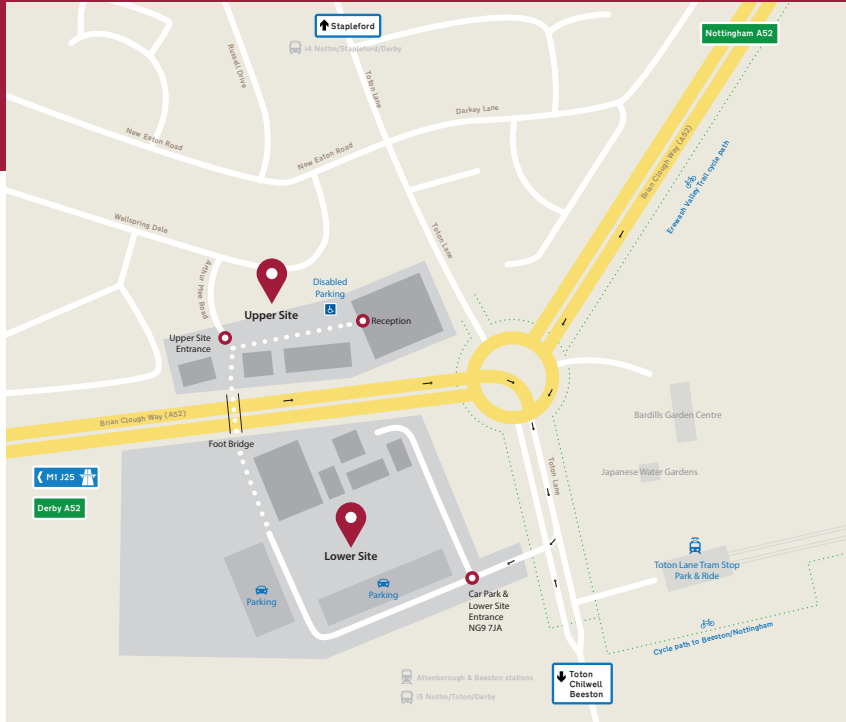 Stapleford
i4 Nottm/Stapleford/Derby
Nottingham A52
Russell Drive
Toton Lane
Darkey Lane
New Eaton Road
New Eaton Road
Brian Clough Way (A52)
Erewash Valley Trail cycle path
Wellspring Dale
Toton Lane
Arthur Mee Road
Disabled
Parking
Upper Site
Reception
Upper Site
Entrance
Brian Clough Way (A52)
Bardills Garden Centre
Foot Bridge
Japanese Water Gardens
Toton Lane
M1 J25
Derby A52
Lower Site
Toton Lane Tram Stop
Park & Ride
Parking
Parking
Car Park &
Lower Site
Entrance
NG9 7JA
Cycle path to Beeston/Nottingham
Attenborough & Beeston stations
i5 Nottm/Toton/Derby
Toton
Chilwell
Beeston